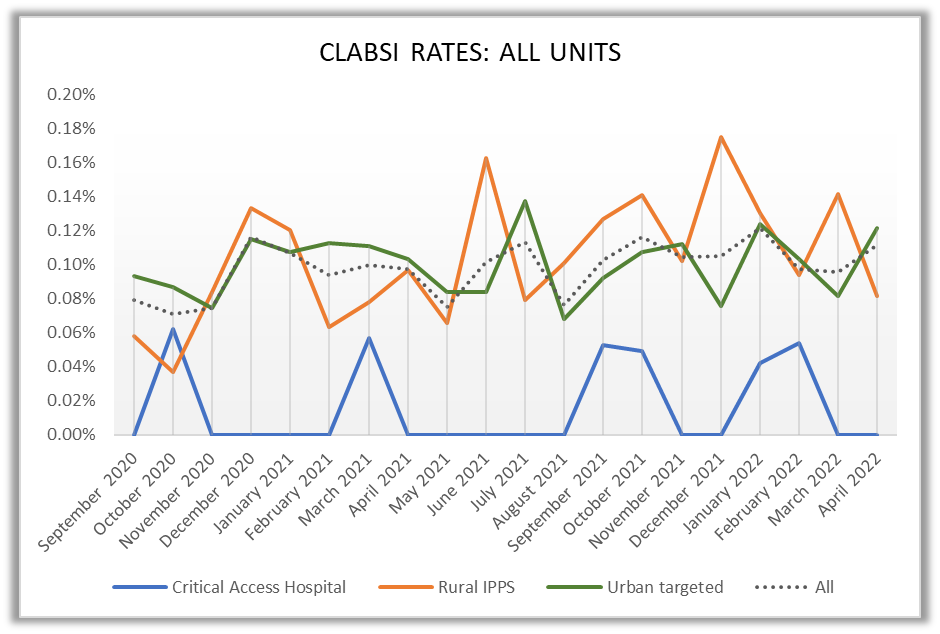 CLABSI RATES: ALL UNITS
0.20%
0.18%
0.16%
0.14%
0.12%
0.10%
0.08%
0.06%
0.04%
0.02%
0.00%
September 2020
October 2020
November 2020
December 2020
January 2021
February 2021
March 2021
April 2021
May 2021
June 2021
July 2021
August 2021
September 2021
October 2021
November 2021
December 2021
January 2022
February 2022
March 2022
April 2022
Critical Access Hospital Rural IPPS Urban targeted All